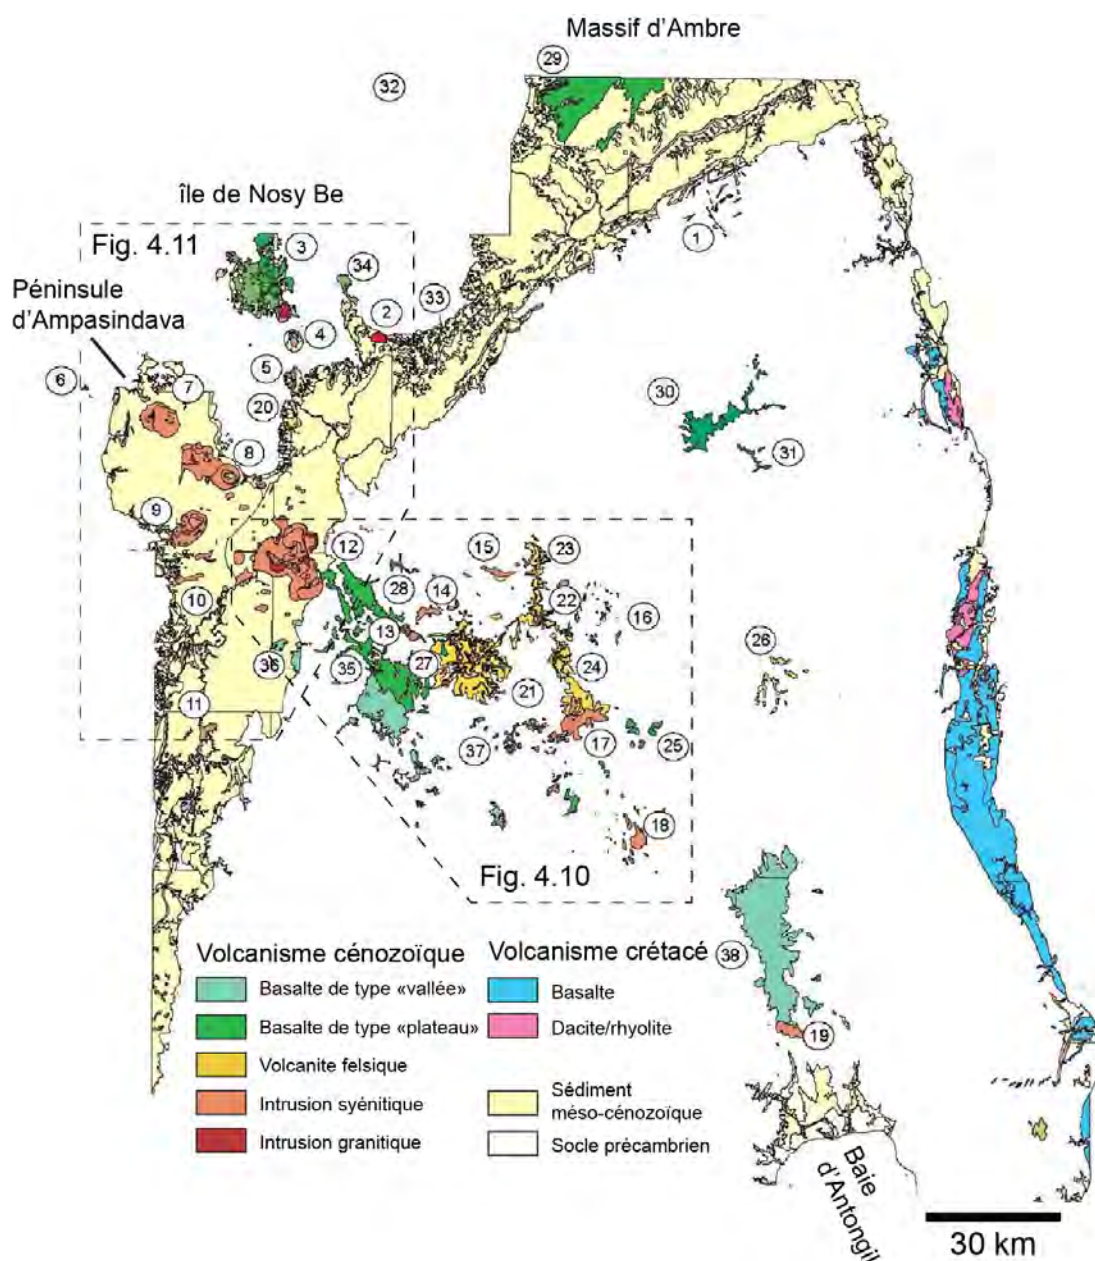 Massif d'Ambre
29
32
île de Nosy Be
Fig. 4.11
3
1
34
Péninsule
d'Ampasindava
33
2
4
5
6
7
20
30
8
31
9
12
15
23
28
14
22
10
16
13
36
35
27
24
26
21
11
37
17
25
18
Fig. 4.10
Volcanisme cénozoïque
Basalte de type «vallée»
Basalte de type «plateau»
Volcanite felsique
Intrusion syénitique
Intrusion granitique
Volcanisme crétacé
Basalte
Dacite/rhyolite
Sédiment
méso-cénozoïque
Socle précambrien
38
19
Baie
d'Antongil
30 km